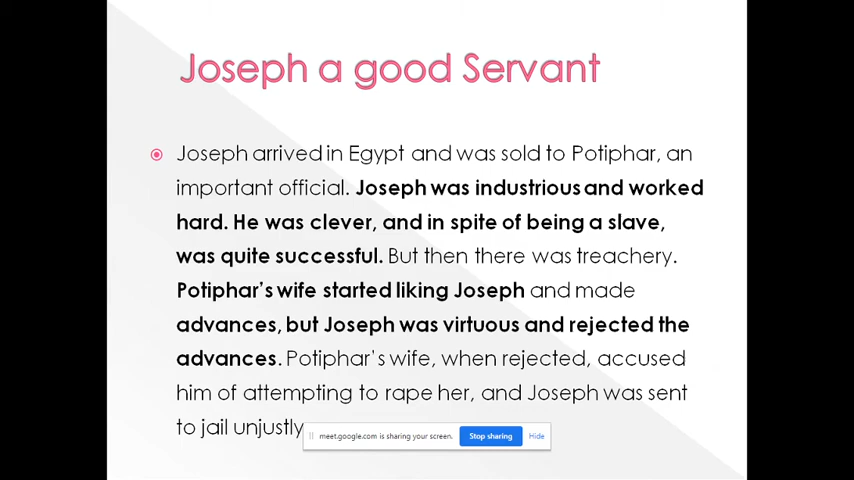 Joseph a good Servant
Joseph arrived in Egypt and was sold to Potiphar, an
important official. Joseph was industrious and worked
hard. He was clever, and in spite of being a slave,
was quite successful. But then there was treachery.
Potiphar's wife started liking Joseph and made
advances, but Joseph was virtuous and rejected the
advances. Potiphar's wife, when rejected, accused
him of attempting to rape her, and Joseph was sent
to jail unjustly
meet.google.com is sharing your screen. Stop sharing Hide